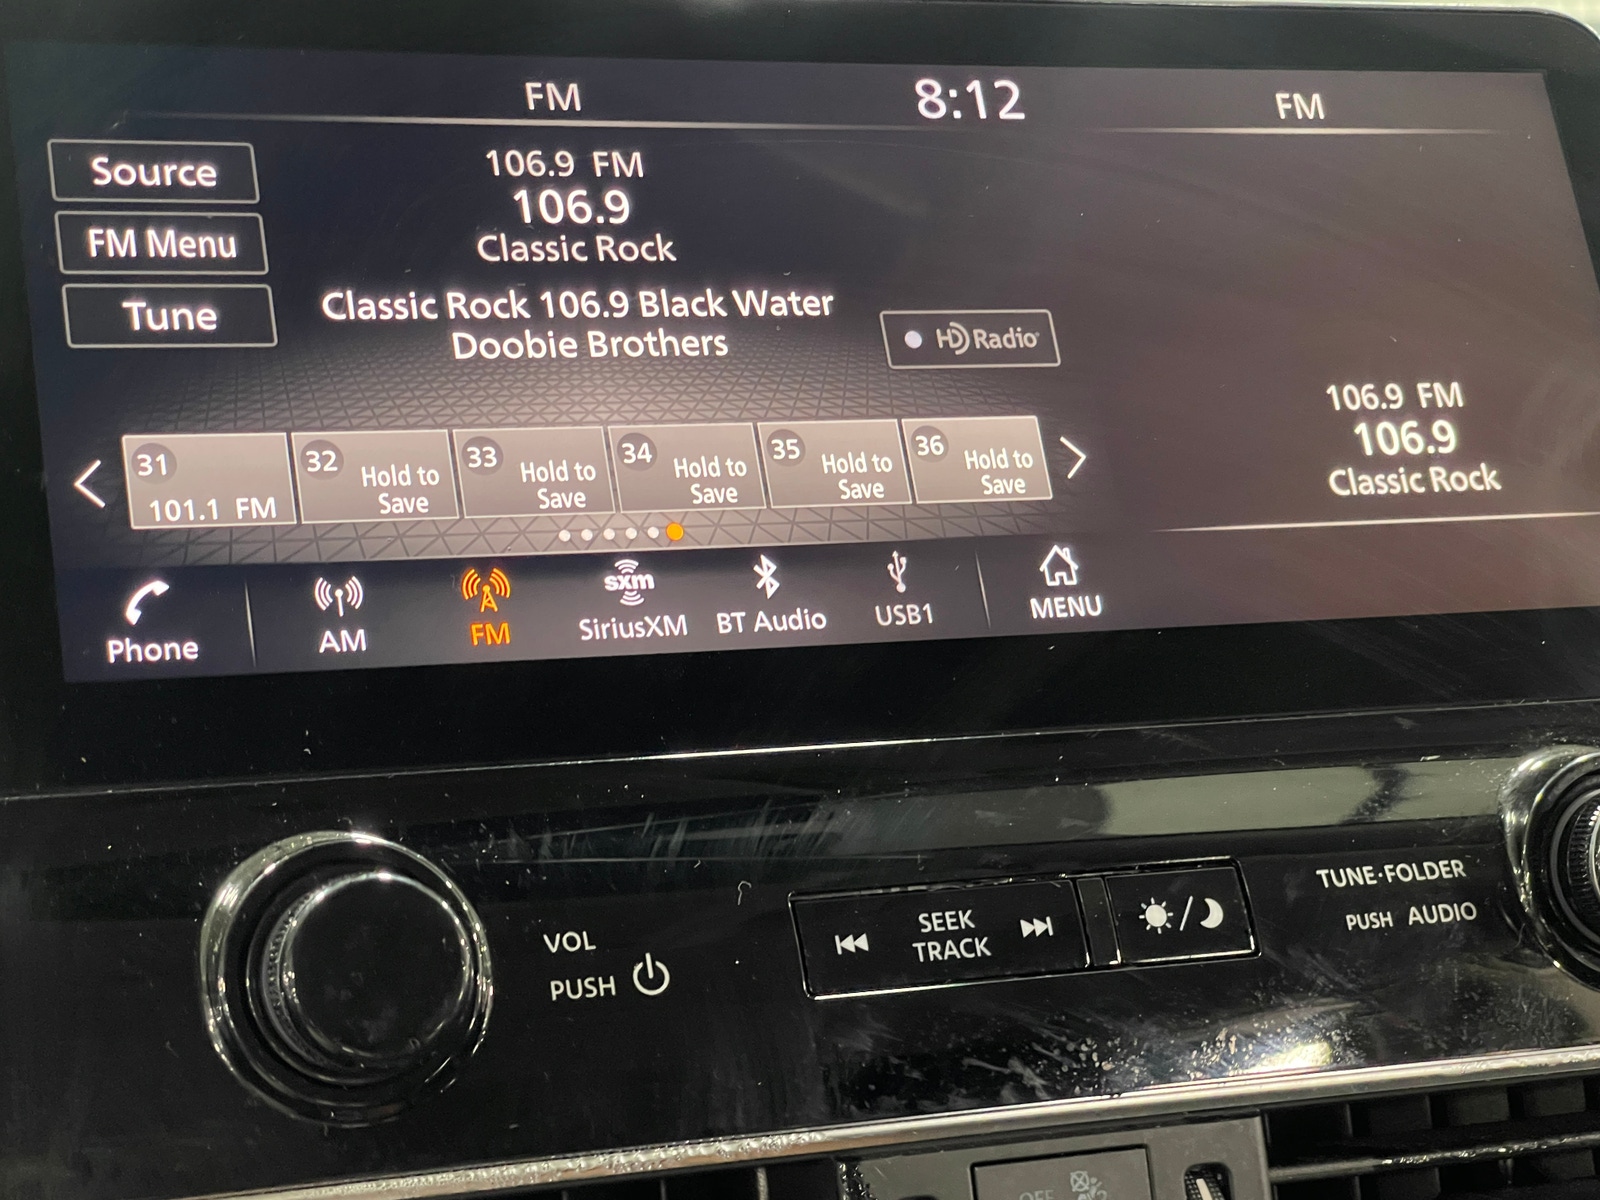 FM
8:12
FM
Source
FM Menu
Tune
106.9 FM
106.9
Classic Rock
Classic Rock 106.9 Black Water
Doobie Brothers
HD Radio
106.9 FM
106.9
Classic Rock
31
101.1 FM
32
Hold to
Save
33
Hold to
Save
34
Hold to
Save
35
Hold to
Save
36
Hold to
Save
Phone
AM
FM
sxm
SiriusXM
BT Audio
USB1
MENU
VOL
PUSH
SEEK
TRACK
TUNE·FOLDER
PUSH AUDIO
OFF